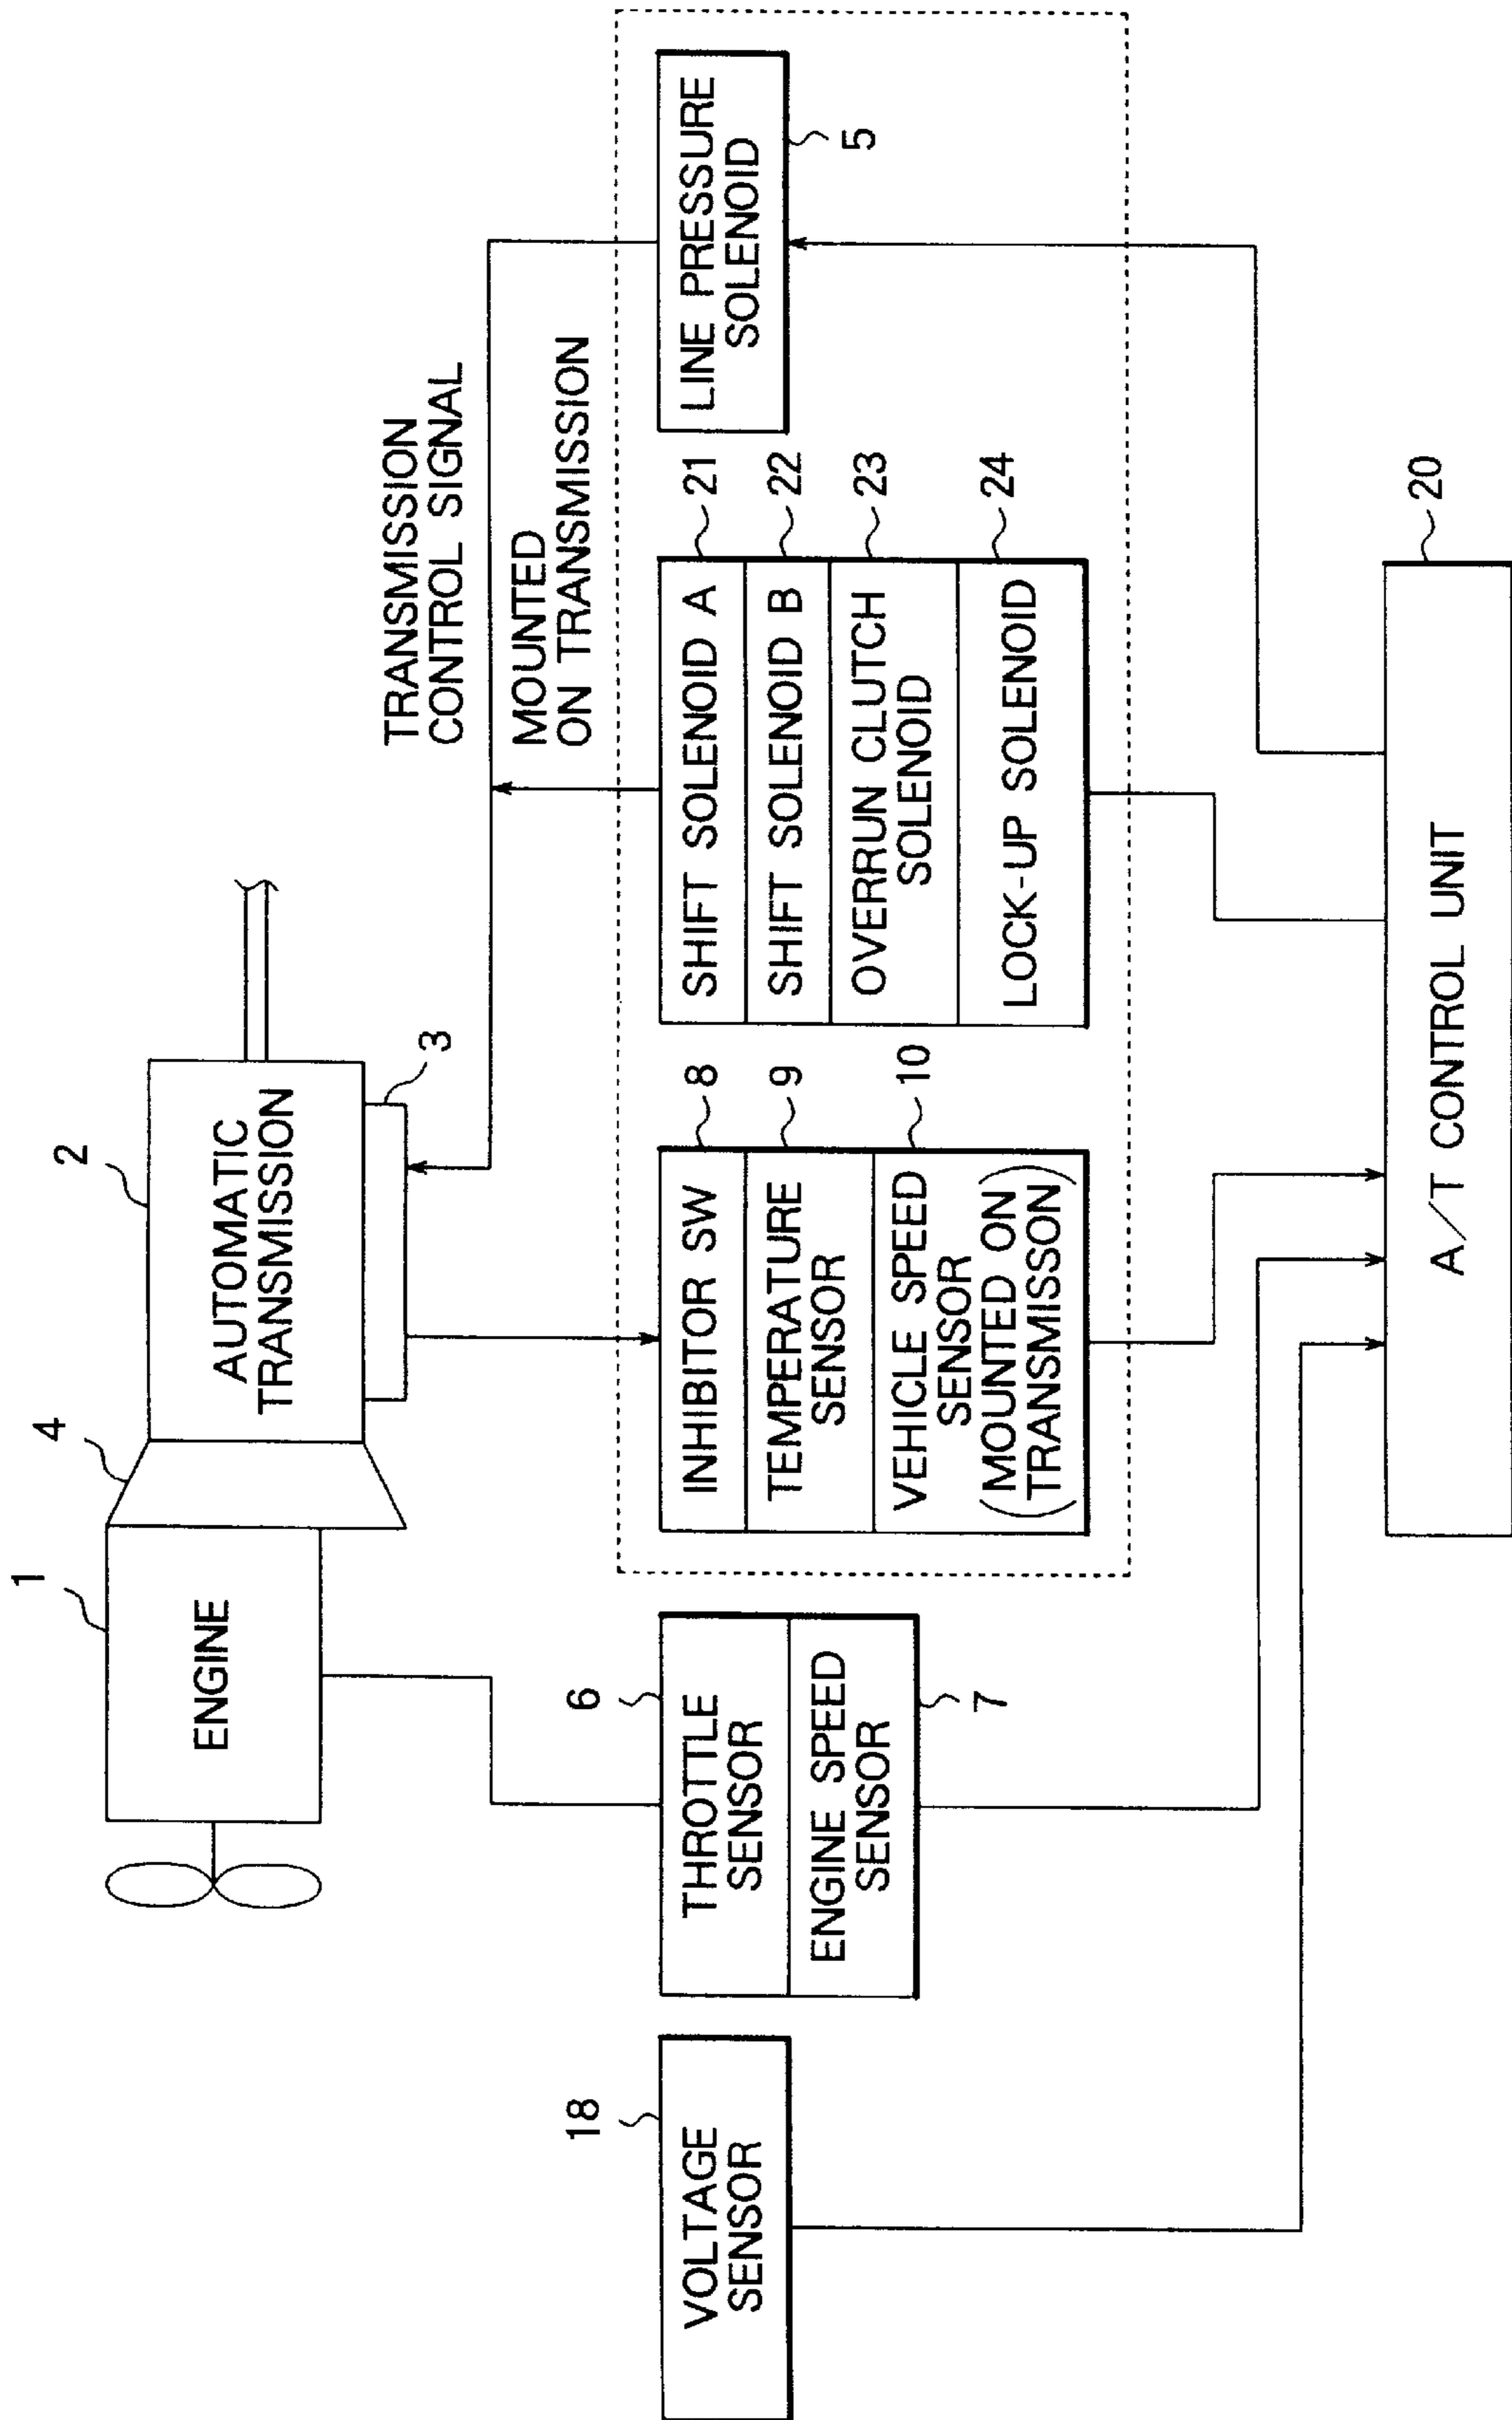 1
4
2
ENGINE
AUTOMATIC
TRANSMISSION
3
TRANSMISSION
CONTROL SIGNAL
MOUNTED
ON TRANSMISSION
18
VOLTAGE
SENSOR
6
THROTTLE
SENSOR
ENGINE SPEED
SENSOR
7
INHIBITOR SW
8
TEMPERATURE
SENSOR
9
VEHICLE SPEED
SENSOR
(MOUNTED ON
TRANSMISSON)
10
SHIFT SOLENOID A
21
SHIFT SOLENOID B
22
OVERRUN CLUTCH
SOLENOID
23
LOCK-UP SOLENOID
24
LINE PRESSURE
SOLENOID
5
A/T CONTROL UNIT
20